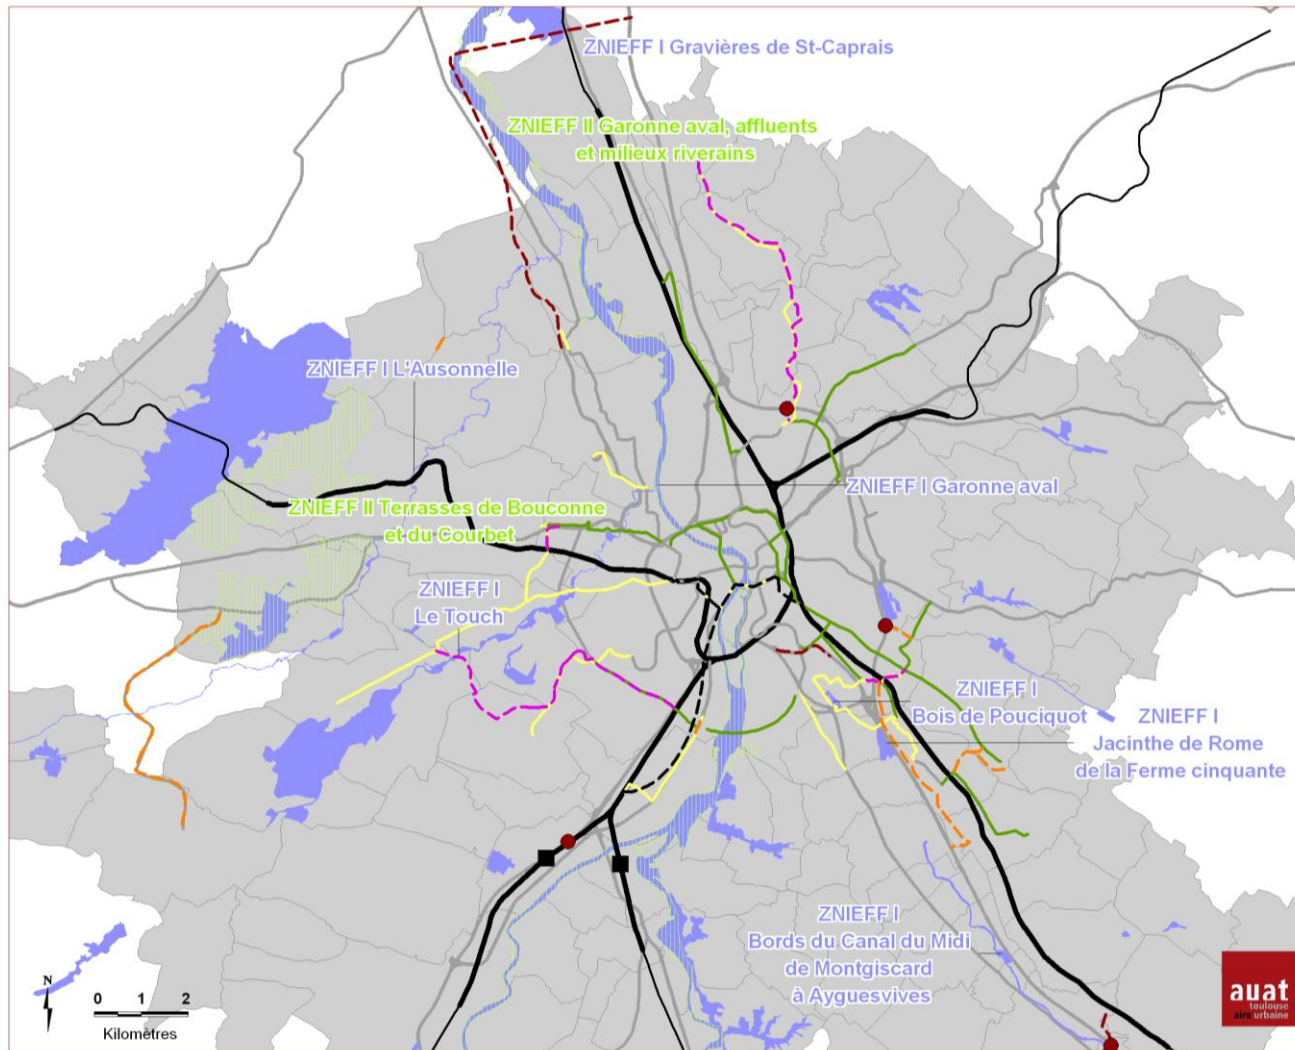 ZNIEFF I Gravières de St-Caprais
ZNIEFF II Garonne aval, affluents
et milieux riverains
ZNIEFF I L'Ausonnelle
ZNIEFF I Garonne aval
ZNIEFF II Terrasses de Bouconne
et du Courbet
ZNIEFF I
Le Touch
ZNIEFF I
Bois de Pouciquot
ZNIEFF I
Jacinthe de Rome
de la Ferme cinquante
ZNIEFF I
Bords du Canal du Midi
de Montgiscard
à Ayguesvives
N
0 1 2
Kilomètres
auat
toulouse
aire urbaine